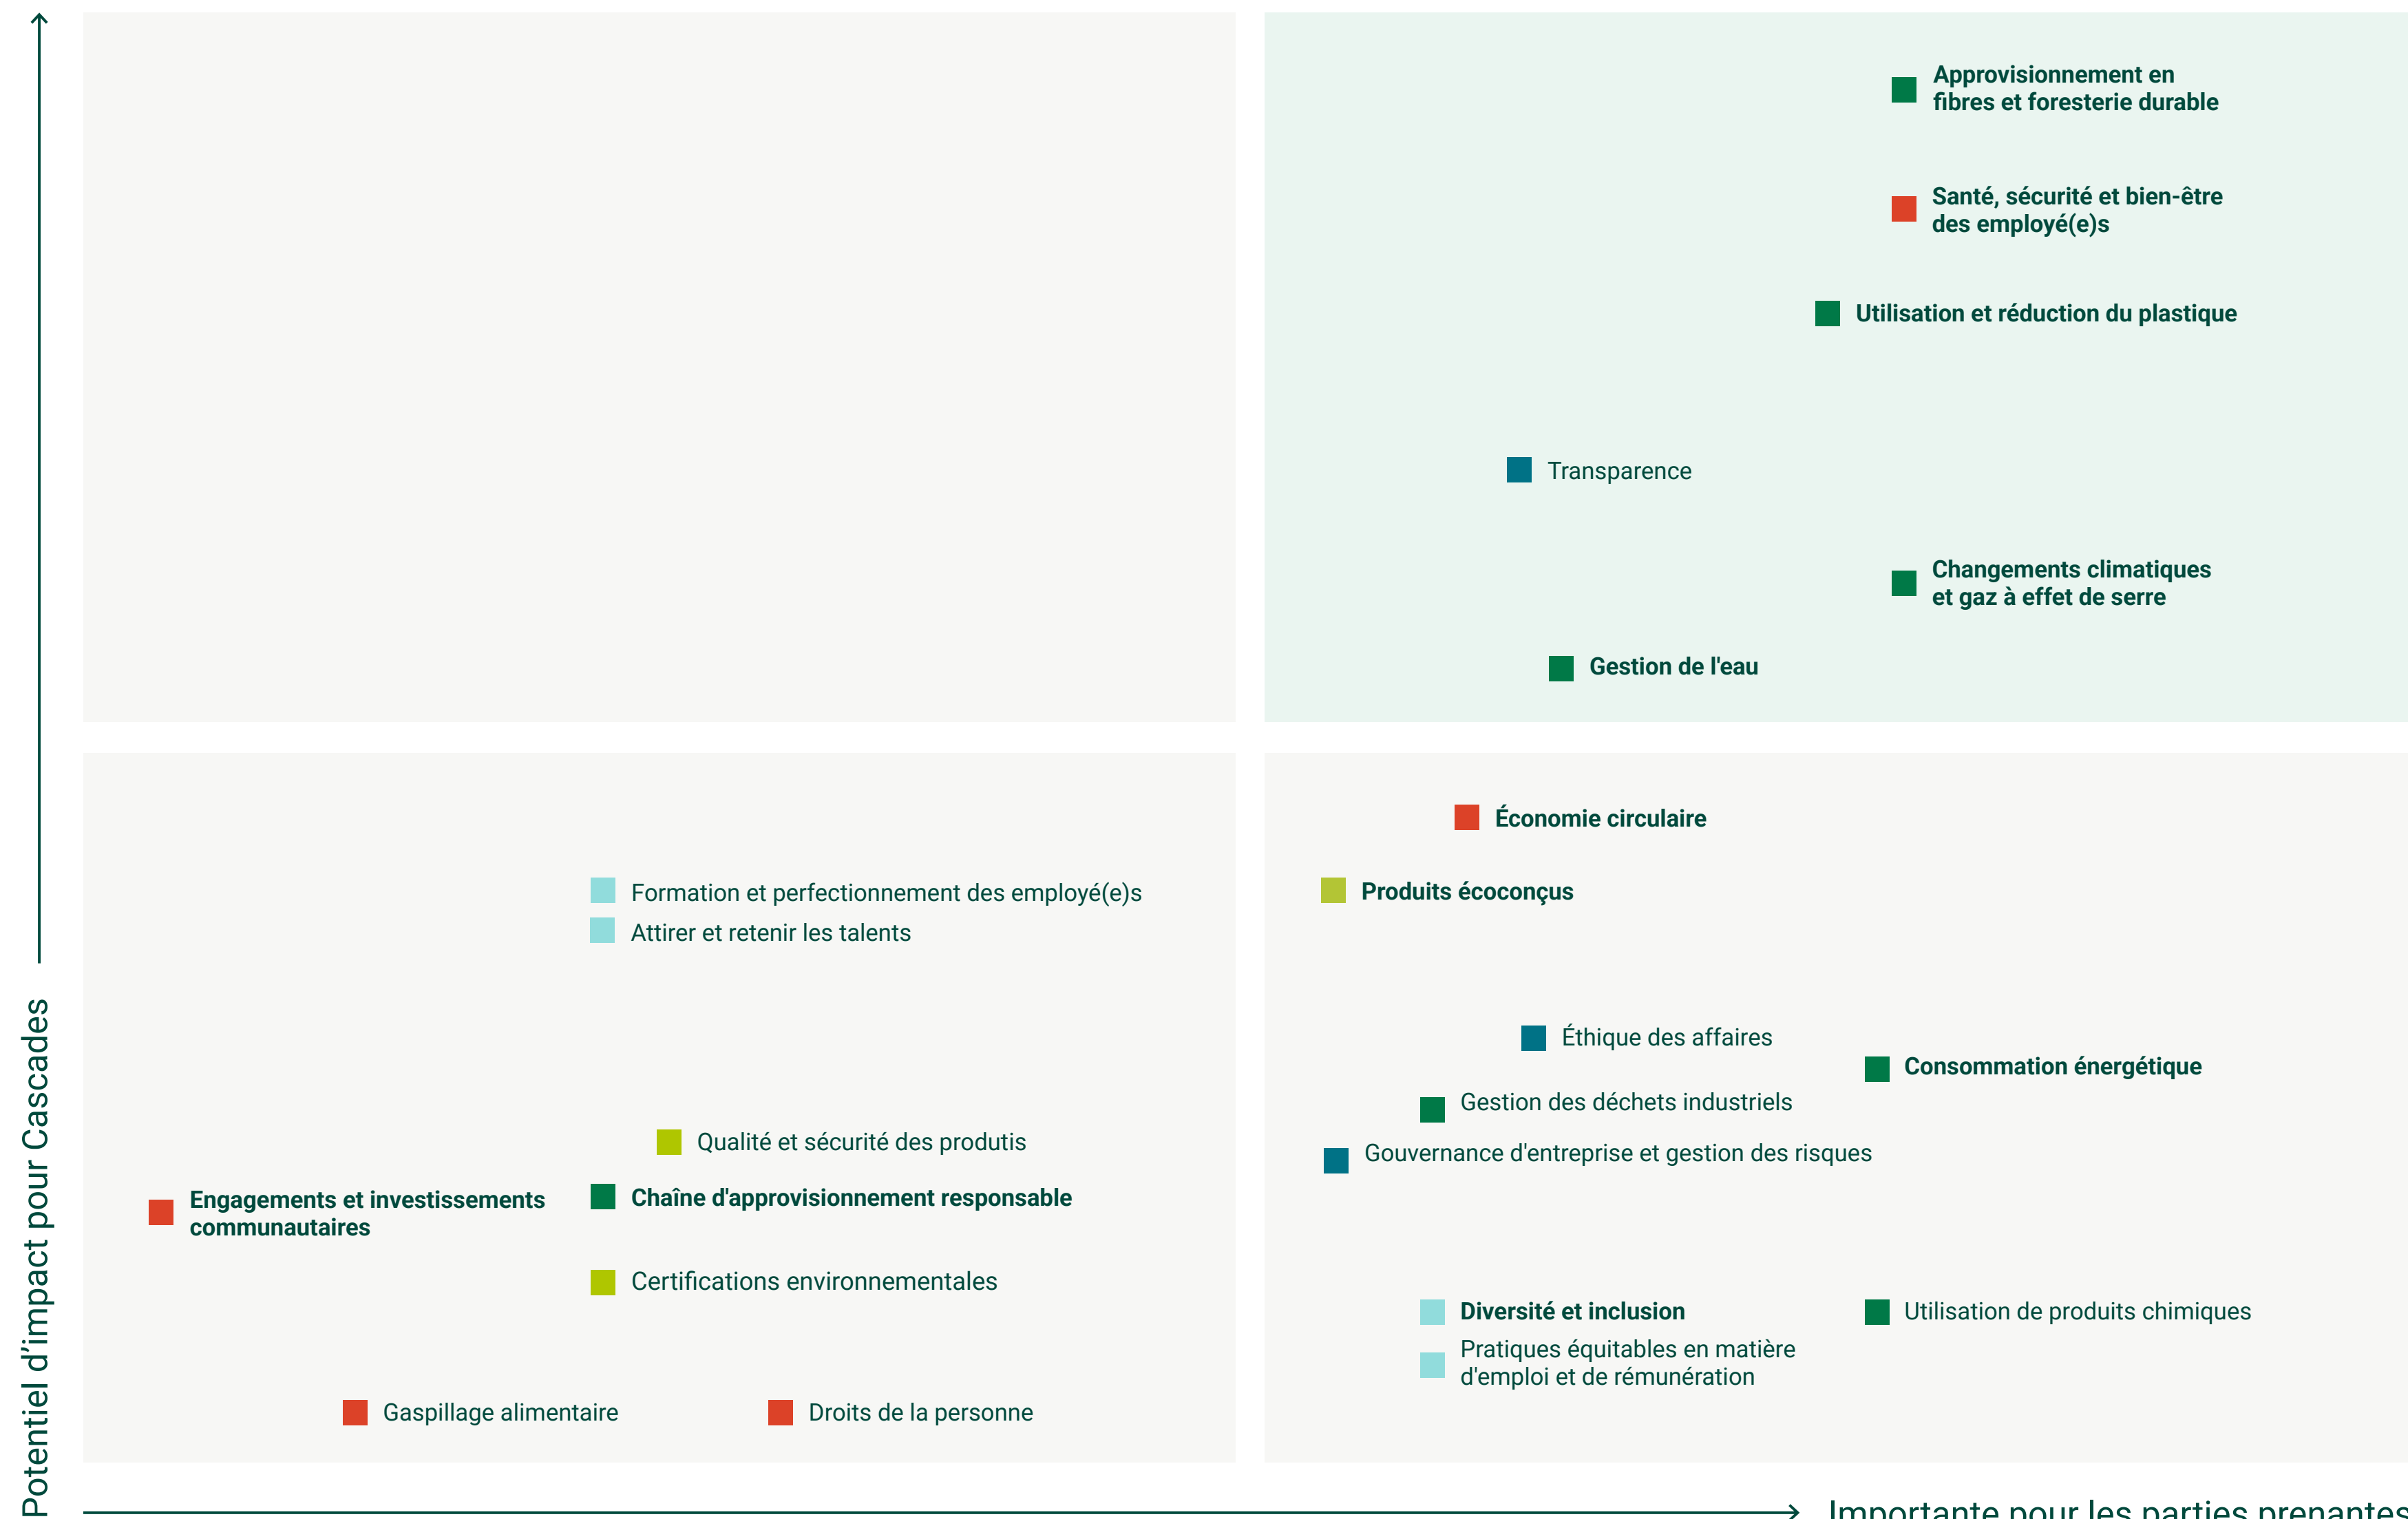 Approvisionnement en
fibres et foresterie durable
Santé, sécurité et bien-être
des employé(e)s
Utilisation et réduction du plastique
Transparence
Changements climatiques
et gaz à effet de serre
Gestion de l'eau
Économie circulaire
Formation et perfectionnement des employé(e)s
Produits écoconçus
Attirer et retenir les talents
Éthique des affaires
Consommation énergétique
Gestion des déchets industriels
Qualité et sécurité des produtis
Gouvernance d'entreprise et gestion des risques
Engagements et investissements
communautaires
Chaîne d'approvisionnement responsable
Certifications environnementales
Diversité et inclusion
Utilisation de produits chimiques
Pratiques équitables en matière
d'emploi et de rémunération
Gaspillage alimentaire
Droits de la personne
Potentiel d’impact pour Cascades
Importante pour les parties prenantes